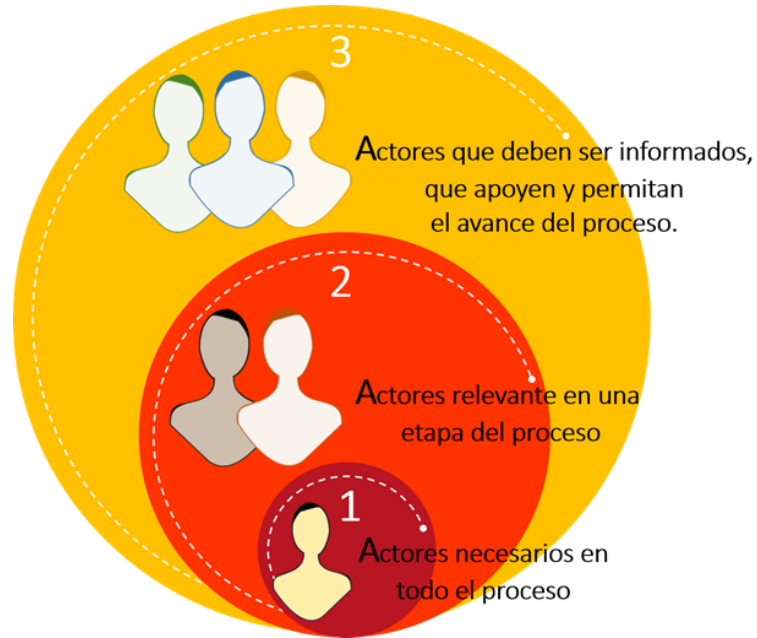 3
Actores que deben ser informados,
que apoyen y permitan
el avance del proceso.
2
Actores relevante en una
etapa del proceso
1
Actores necesarios en
todo el proceso